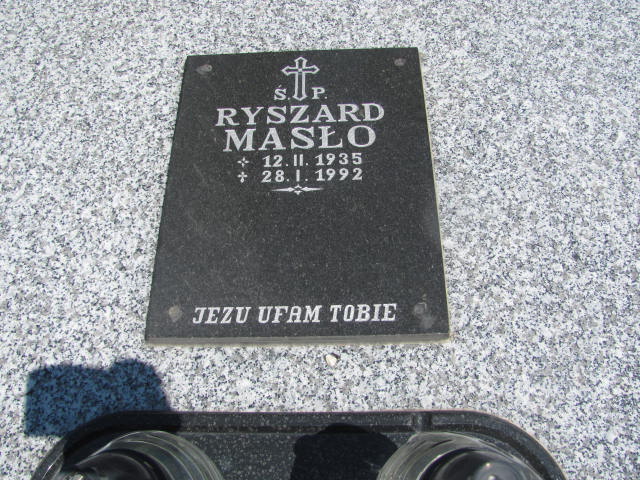 Ś. P.
RYSZARD
MASŁO
12. II. 1935
28. I. 1992
JEZU UFAM TOBIE